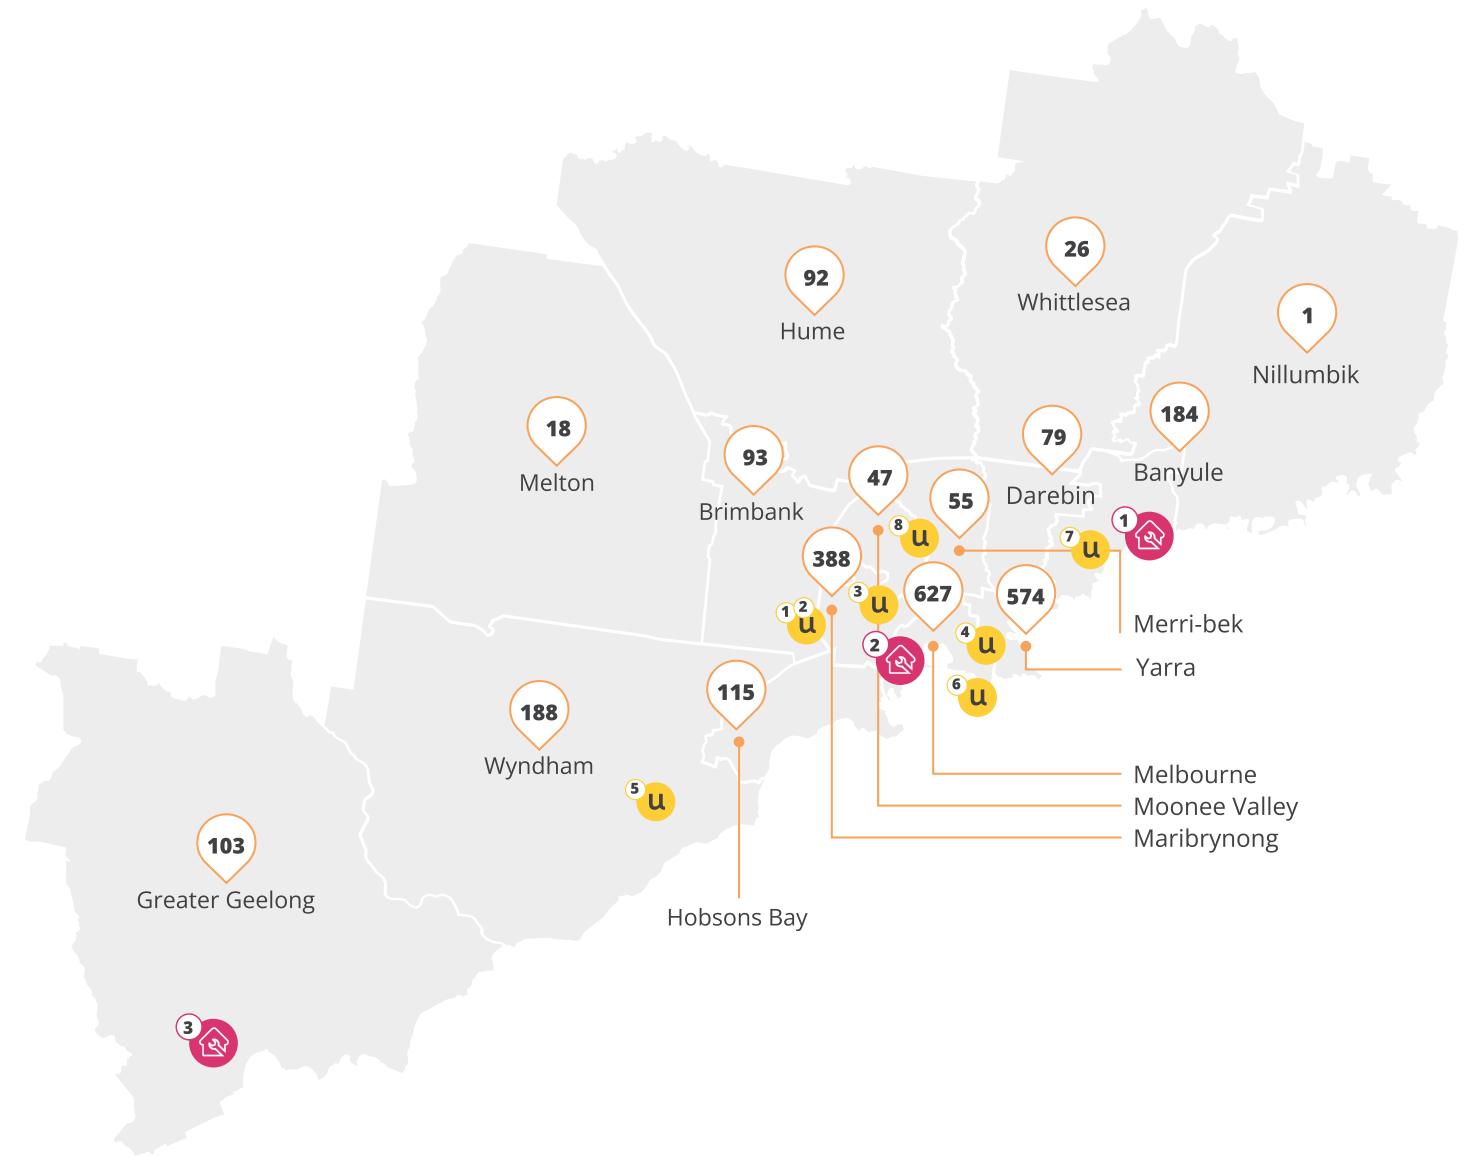 26
Whittlesea
92
Hume
1
Nillumbik
18
Melton
184
Banyule
79
Darebin
93
Brimbank
47
55
388
627
574
8
u
7
u
1
3
u
1
2
u
4
u
2
6
u
Merri-bek
Yarra
115
188
Wyndham
5
u
Melbourne
Moonee Valley
Maribrynong
103
Greater Geelong
Hobsons Bay
3